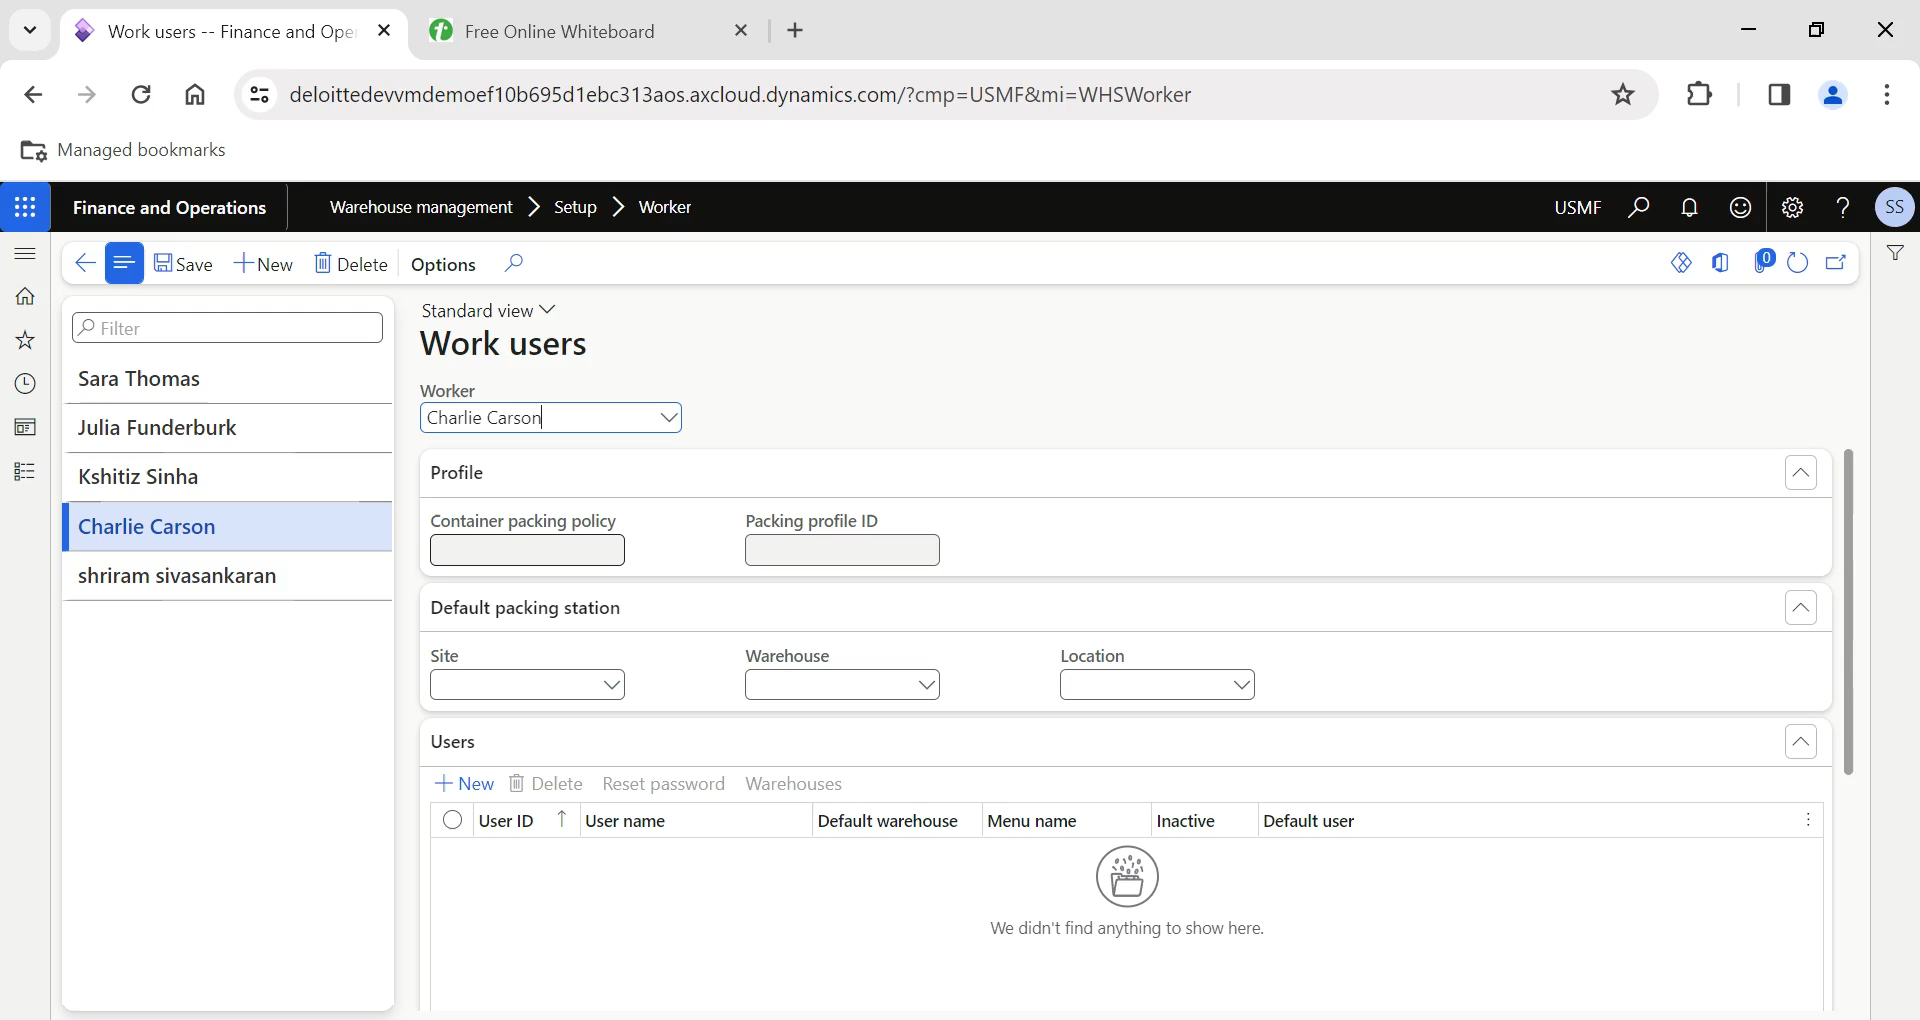 Work users -- Finance and Oper
Free Online Whiteboard
deloittedevvmdemoef10b695d1ebc313aos.axcloud.dynamics.com/?cmp=USMF&mi=WHSWorker
Managed bookmarks
Finance and Operations
Warehouse management
Setup
Worker
USMF
?
SS
Save
New
Delete
Options
0
Filter
Sara Thomas
Julia Funderburk
Kshitiz Sinha
Charlie Carson
shriram sivasankaran
Standard view
Work users
Worker
Charlie Carson
Profile
Container packing policy
Packing profile ID
Default packing station
Site
Warehouse
Location
Users
New
Delete
Reset password
Warehouses
User ID
User name
Default warehouse
Menu name
Inactive
Default user
We didn't find anything to show here.